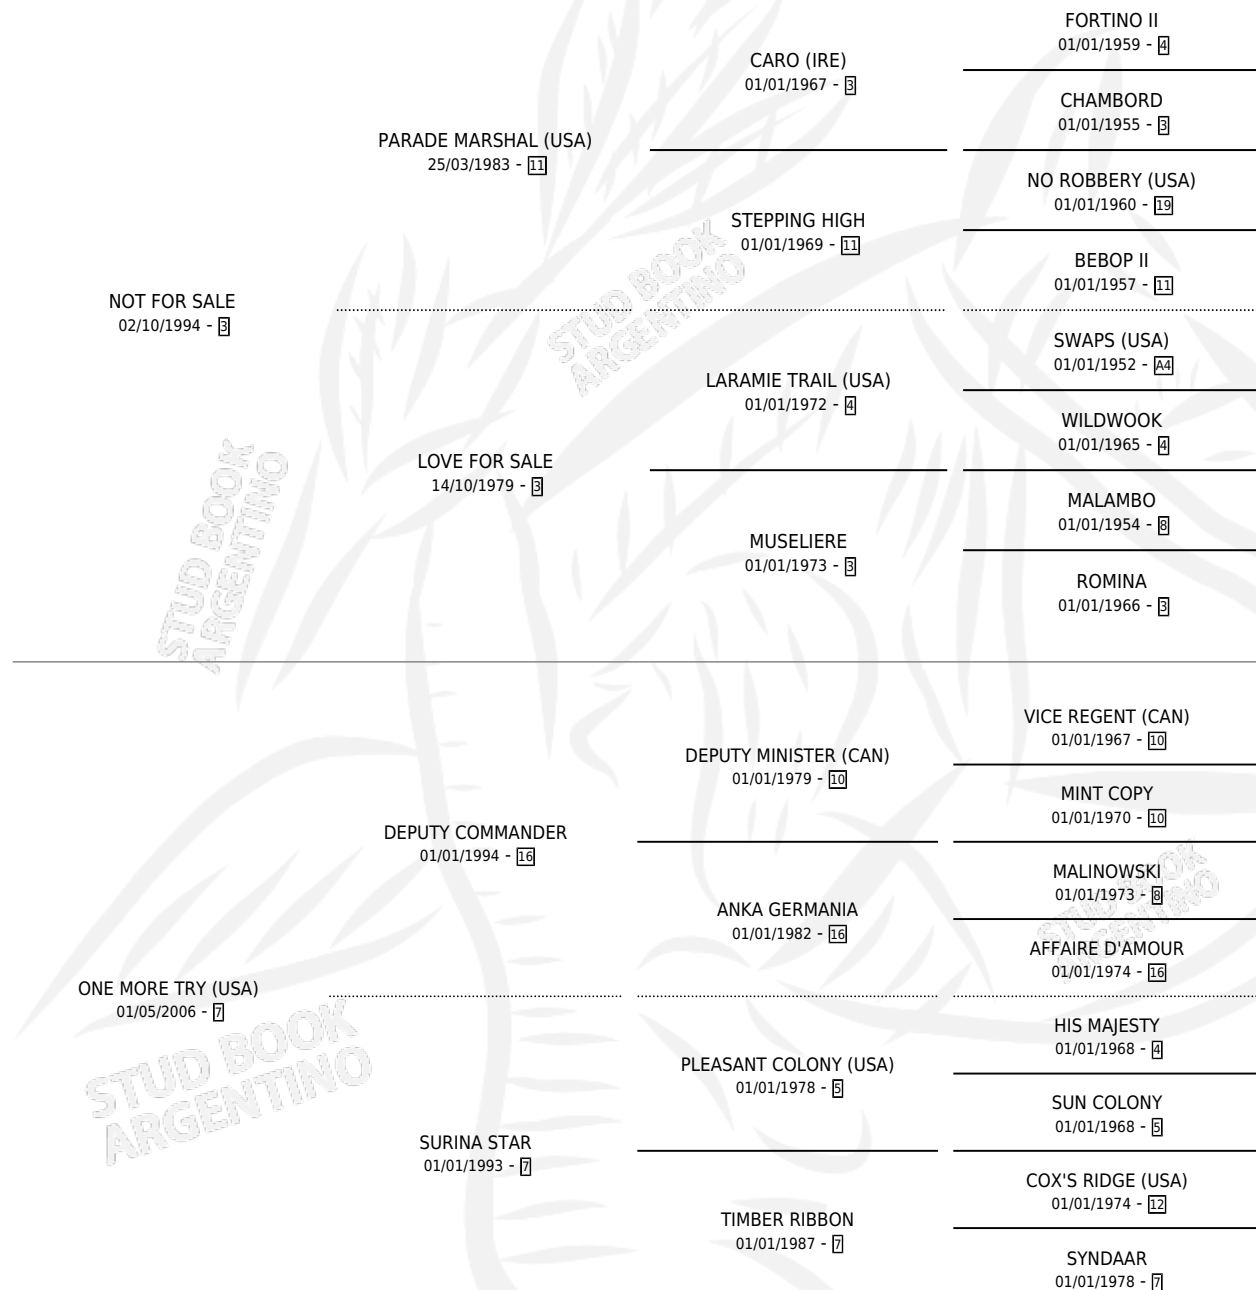 FORTINO II
01/01/1959 - 4
CARO (IRE)
01/01/1967 - 3
CHAMBORD
01/01/1955 - 3
PARADE MARSHAL (USA)
25/03/1983 - 11
NO ROBBERY (USA)
01/01/1960 - 19
STEPPING HIGH
01/01/1969 - 11
BEBOP II
01/01/1957 - 11
NOT FOR SALE
02/10/1994 - 3
SWAPS (USA)
01/01/1952 - A4
LARAMIE TRAIL (USA)
01/01/1972 - 4
WILDWOOK
01/01/1965 - 4
LOVE FOR SALE
14/10/1979 - 3
MALAMBO
01/01/1954 - 8
MUSELIERE
01/01/1973 - 3
ROMINA
01/01/1966 - 3
STUD BOOK
ARGENTINO
STUD BOOK
ARGENTINO
VICE REGENT (CAN)
01/01/1967 - 10
DEPUTY MINISTER (CAN)
01/01/1979 - 10
MINT COPY
01/01/1970 - 10
DEPUTY COMMANDER
01/01/1994 - 16
MALINOWSKI
01/01/1973 - 8
ANKA GERMANIA
01/01/1982 - 16
AFFAIRE D'AMOUR
01/01/1974 - 16
ONE MORE TRY (USA)
01/05/2006 - 7
HIS MAJESTY
01/01/1968 - 4
PLEASANT COLONY (USA)
01/01/1978 - 5
SUN COLONY
01/01/1968 - 5
SURINA STAR
01/01/1993 - 7
COX'S RIDGE (USA)
01/01/1974 - 12
TIMBER RIBBON
01/01/1987 - 7
SYNDAAR
01/01/1978 - 7
STUD BOOK
ARGENTINO
STUD BOOK
ARGENTINO